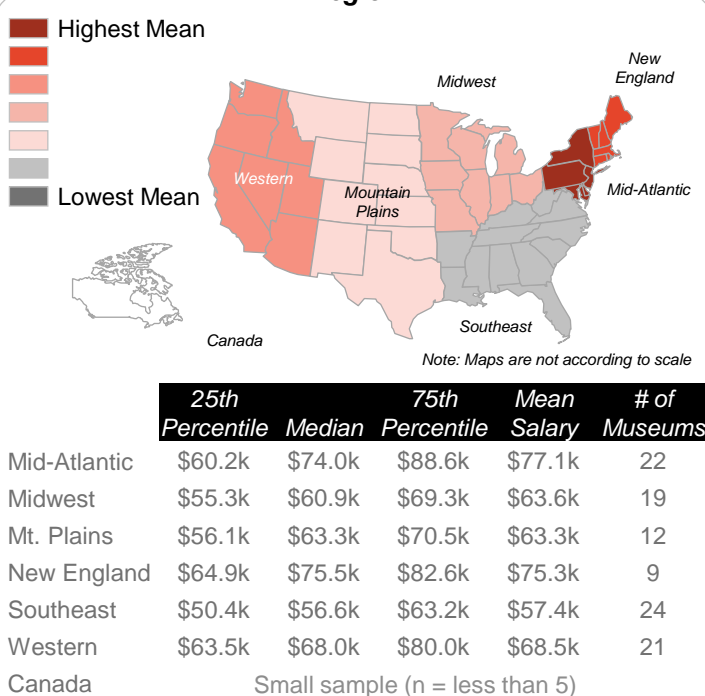 Highest Mean
Lowest Mean
New
England
Midwest
Western
Mountain
Plains
Mid-Atlantic
Southeast
Canada
Note: Maps are not according to scale
25th Percentile Median 75th Percentile Mean Salary # of Museums
Mid-Atlantic $60.2k $74.0k $88.6k $77.1k 22
Midwest $55.3k $60.9k $69.3k $63.6k 19
Mt. Plains $56.1k $63.3k $70.5k $63.3k 12
New England $64.9k $75.5k $82.6k $75.3k 9
Southeast $50.4k $56.6k $63.2k $57.4k 24
Western $63.5k $68.0k $80.0k $68.5k 21
Canada Small sample (n = less than 5)